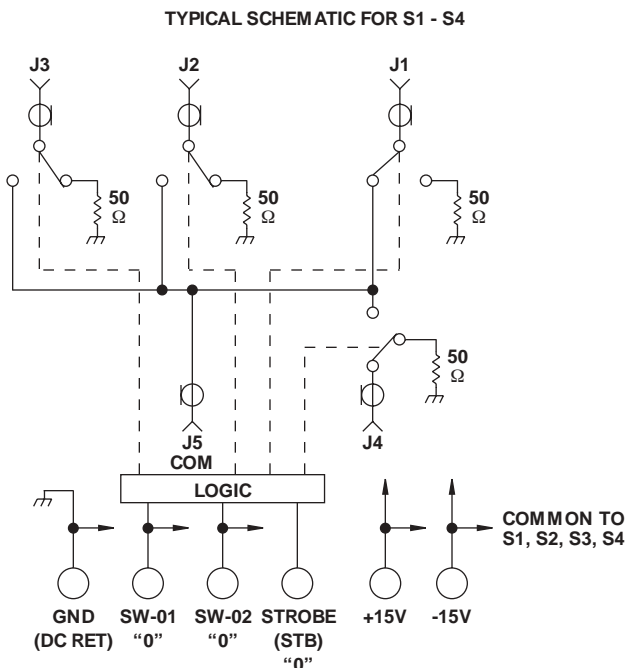 TYPICAL SCHEMATIC FOR S1 - S4
J3 J2 J1
50 Ω
50 Ω
50 Ω
50 Ω
J5
COM
J4
LOGIC
COMMON TO
S1, S2, S3, S4
GND SW-01 SW-02 STROBE +15V -15V
(DC RET) “0” “0” (STB)
“0”